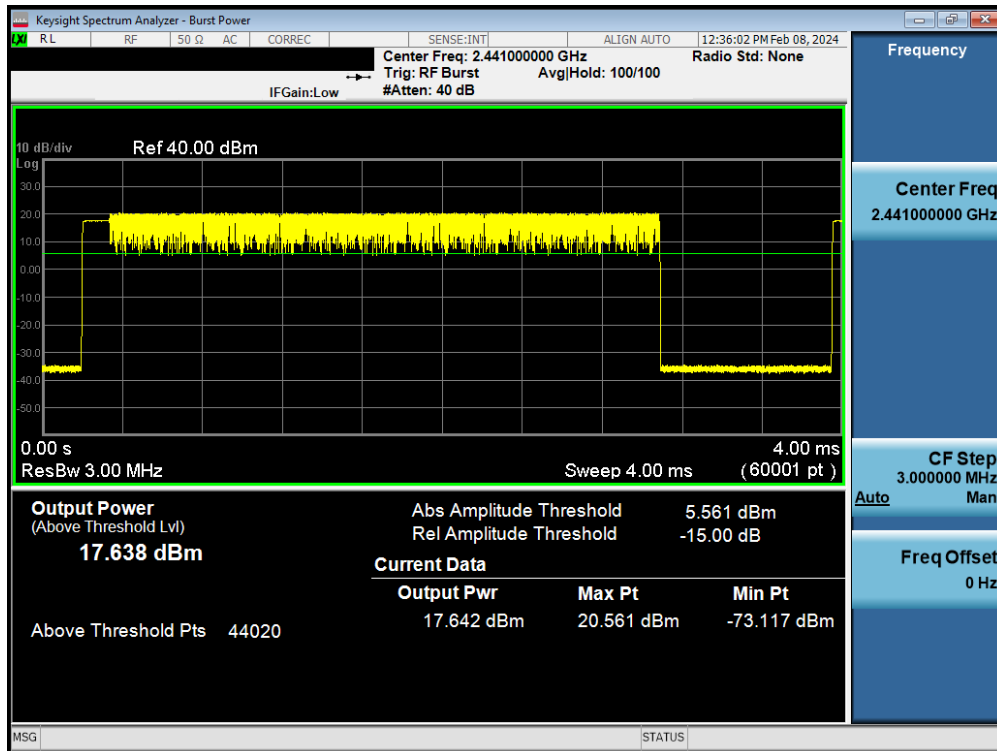 Keysight Spectrum Analyzer - Burst Power
LXI RL RF 50 Ω AC CORREC SENSE:INT ALIGN AUTO 12:36:02 PM Feb 08, 2024
Center Freq: 2.441000000 GHz Radio Std: None
Trig: RF Burst Avg|Hold: 100/100
IFGain:Low #Atten: 40 dB
Frequency
10 dB/div Ref 40.00 dBm
Log
30.0
20.0
10.0
0.00
-10.0
-20.0
-30.0
-40.0
-50.0
0.00 s 4.00 ms
ResBw 3.00 MHz Sweep 4.00 ms (60001 pt)
Output Power
(Above Threshold Lvl)
17.638 dBm
Above Threshold Pts 44020
Abs Amplitude Threshold 5.561 dBm
Rel Amplitude Threshold -15.00 dB
Current Data
Output Pwr Max Pt Min Pt
17.642 dBm 20.561 dBm -73.117 dBm
Center Freq
2.441000000 GHz
CF Step
3.000000 MHz
Auto Man
Freq Offset
0 Hz
MSG STATUS